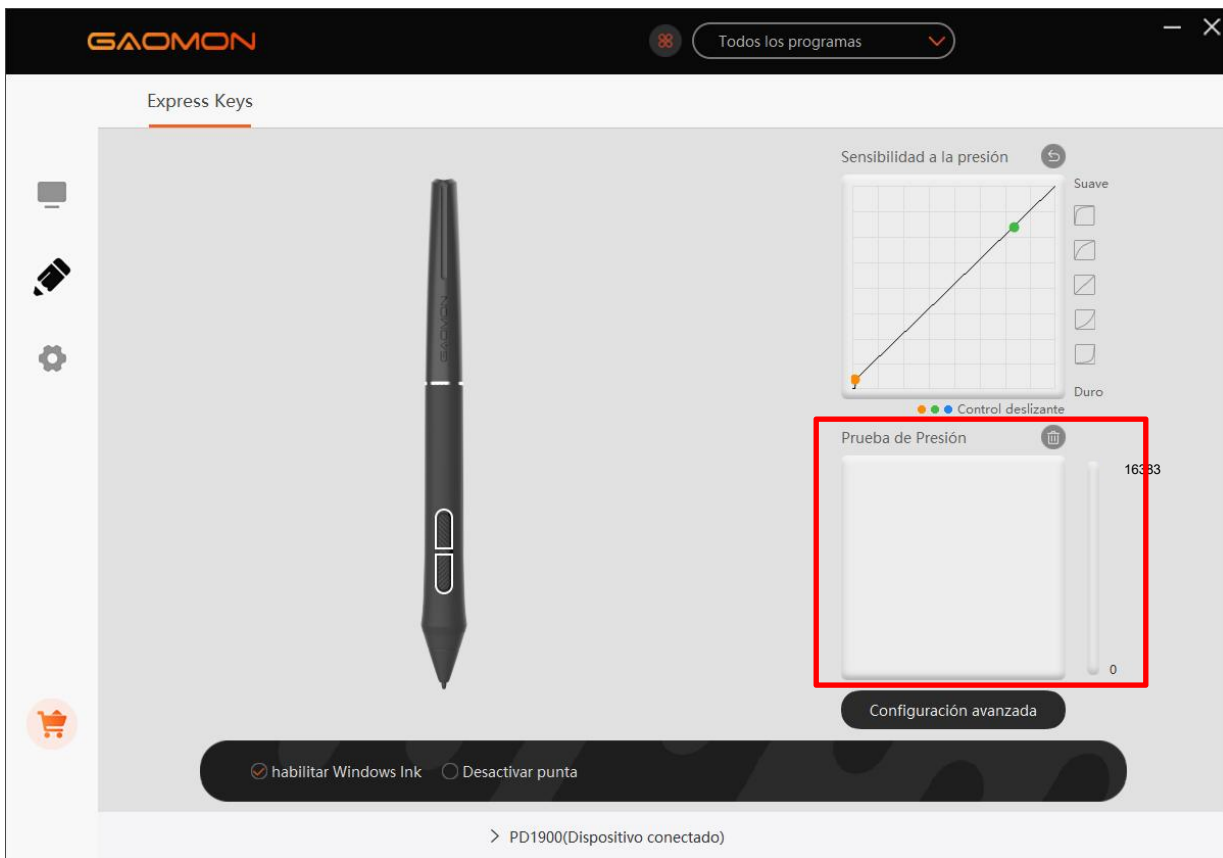 GAOMON
Todos los programas
Express Keys
Sensibilidad a la presión
Suave
GAOMON
Duro
Control deslizante
Prueba de Presión
16383
0
Configuración avanzada
habilitar Windows Ink
Desactivar punta
PD1900(Dispositivo conectado)